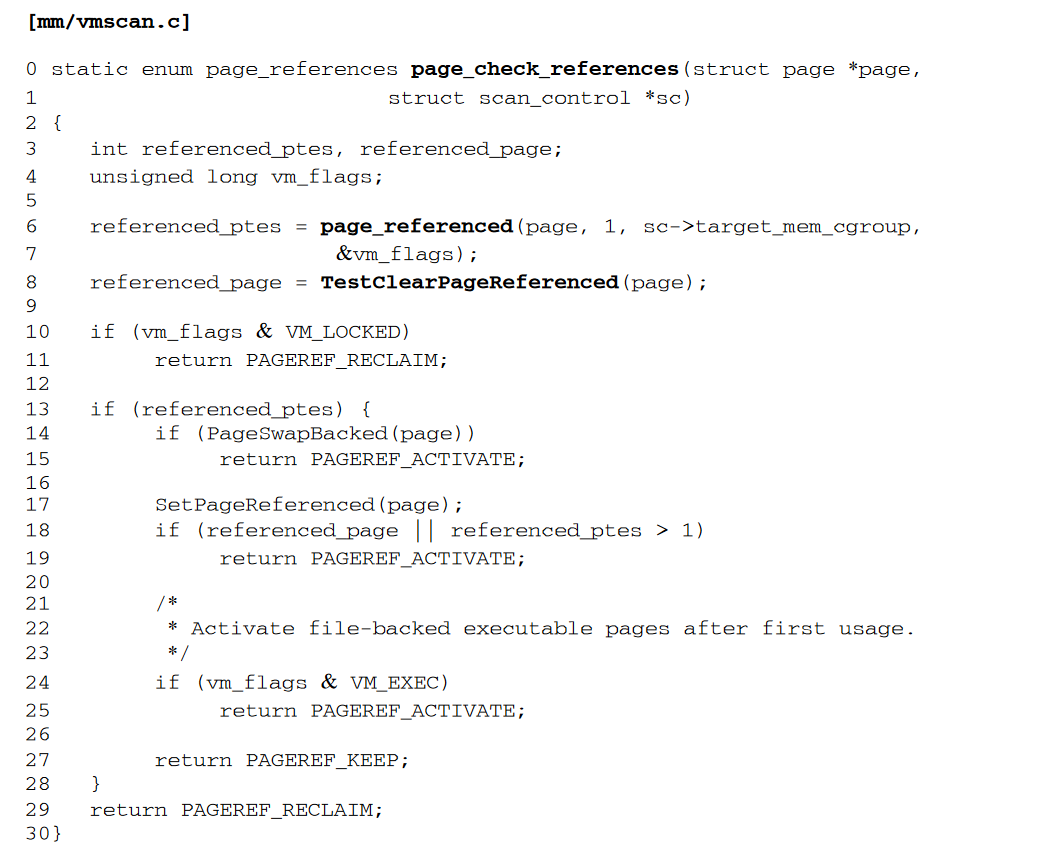 [mm/vmscan.c]
0 static enum page_references page_check_references(struct page *page,
1                             struct scan_control *sc)
2 {
3    int referenced_ptes, referenced_page;
4    unsigned long vm_flags;
5
6    referenced_ptes = page_referenced(page, 1, sc->target_mem_cgroup,
7                        &vm_flags);
8    referenced_page = TestClearPageReferenced(page);
9
10   if (vm_flags & VM_LOCKED)
11        return PAGEREF_RECLAIM;
12
13   if (referenced_ptes) {
14        if (PageSwapBacked(page))
15             return PAGEREF_ACTIVATE;
16
17        SetPageReferenced(page);
18        if (referenced_page || referenced_ptes > 1)
19             return PAGEREF_ACTIVATE;
20
21        /*
22         * Activate file-backed executable pages after first usage.
23         */
24        if (vm_flags & VM_EXEC)
25             return PAGEREF_ACTIVATE;
26
27        return PAGEREF_KEEP;
28   }
29   return PAGEREF_RECLAIM;
30}